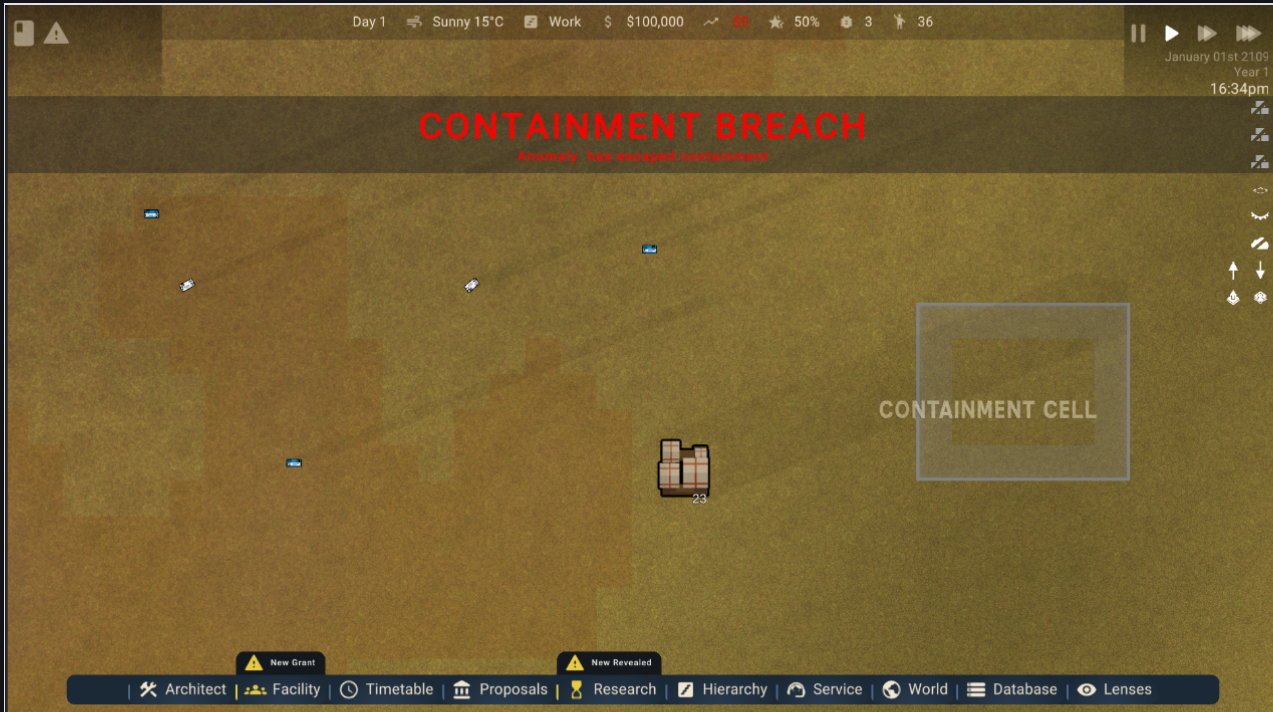 Day 1 Sunny 15°C Work $ $100,000 50% 3 36
January 01st 2109
Year 1
16:34pm
CONTAINMENT BREACH
Anomaly has escaped containment
CONTAINMENT CELL
23
New Grant New Revealed
Architect Facility Timetable Proposals Research Hierarchy Service World Database Lenses